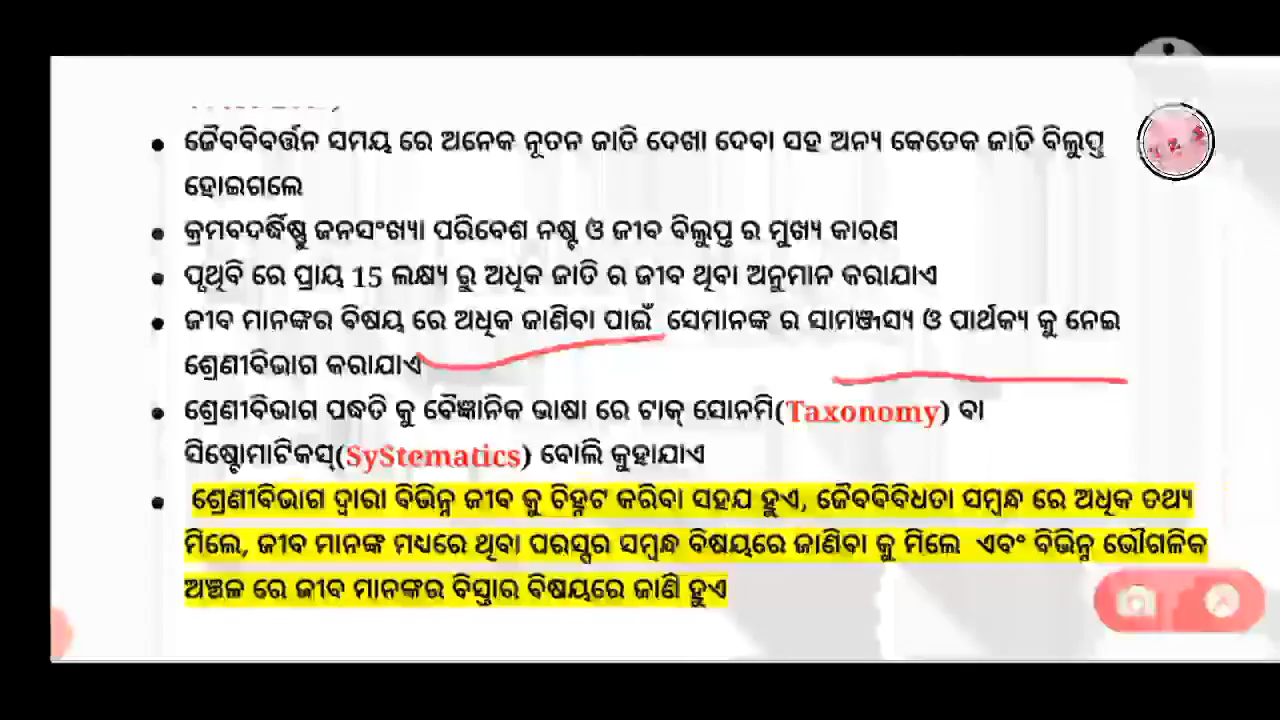 ଜୈବବିବର୍ତ୍ତନ ସମୟ ରେ ଅନେକ ନୂତନ ଜାତି ଦେଖା ଦେବା ସହ ଅନ୍ୟ କେତେକ ଜାତି ବିଲୁପ୍ତ
ହୋଇଗଲେ
କ୍ରମବଦର୍ଦ୍ଧିଷ୍ଣୁ ଜନସଂଖ୍ୟା ପରିବେଶ ନଷ୍ଟ ଓ ଜୀବ ବିଲୁପ୍ତ ର ମୁଖ୍ୟ କାରଣ
ପୃଥିବି ରେ ପ୍ରାୟ 15 ଲକ୍ଷ୍ୟ ରୁ ଅଧିକ ଜାତି ର ଜୀବ ଥିବା ଅନୁମାନ କରାଯାଏ
ଜୀବ ମାନଙ୍କର ବିଷୟ ରେ ଅଧିକ ଜାଣିବା ପାଇଁ ସେମାନଙ୍କ ର ସାମଞ୍ଜସ୍ୟ ଓ ପାର୍ଥକ୍ୟ କୁ ନେଇ
ଶ୍ରେଣୀବିଭାଗ କରାଯାଏ
ଶ୍ରେଣୀବିଭାଗ ପଦ୍ଧତି କୁ ବୈଜ୍ଞାନିକ ଭାଷା ରେ ଟାକ୍ ସୋନମି(Taxonomy) ବା
ସିଷ୍ଟୋମାଟିକସ୍(SyStematics) ବୋଲି କୁହାଯାଏ
ଶ୍ରେଣୀବିଭାଗ ଦ୍ୱାରା ବିଭିନ୍ନ ଜୀବ କୁ ଚିହ୍ନଟ କରିବା ସହଯ ହୁଏ, ଜୈବବିବିଧତା ସମ୍ବନ୍ଧ ରେ ଅଧିକ ତଥ୍ୟ
ମିଲେ, ଜୀବ ମାନଙ୍କ ମଧ୍ୟରେ ଥିବା ପରସ୍ପର ସମ୍ବନ୍ଧ ବିଷୟରେ ଜାଣିବା କୁ ମିଲେ ଏବଂ ବିଭିନ୍ନ ଭୌଗଳିକ
ଅଞ୍ଚଳ ରେ ଜୀବ ମାନଙ୍କର ବିସ୍ତାର ବିଷୟରେ ଜାଣି ହୁଏ